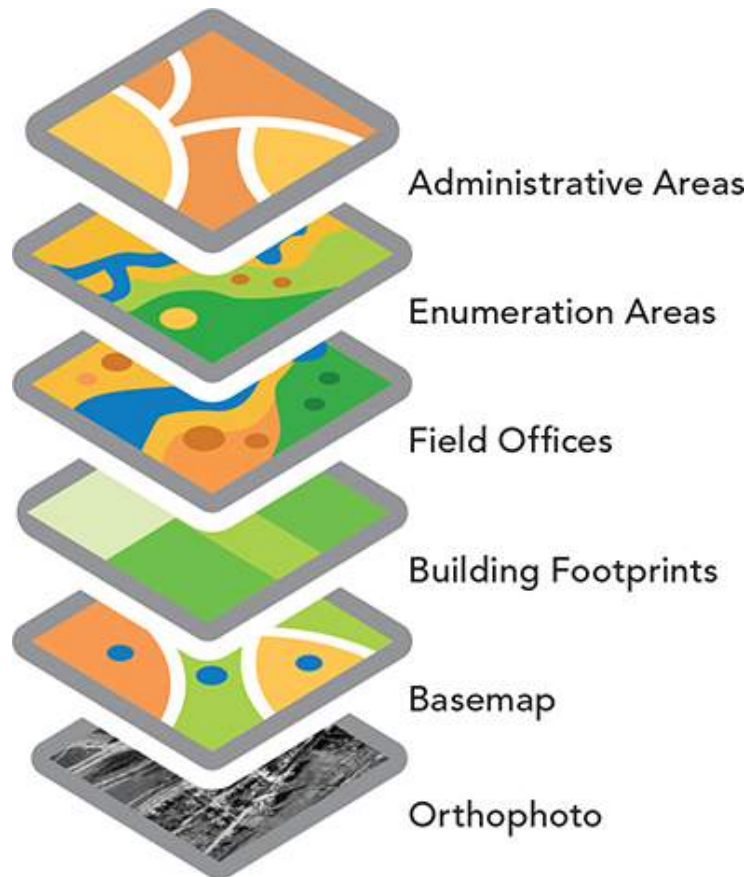 Administrative Areas
Enumeration Areas
Field Offices
Building Footprints
Basemap
Orthophoto